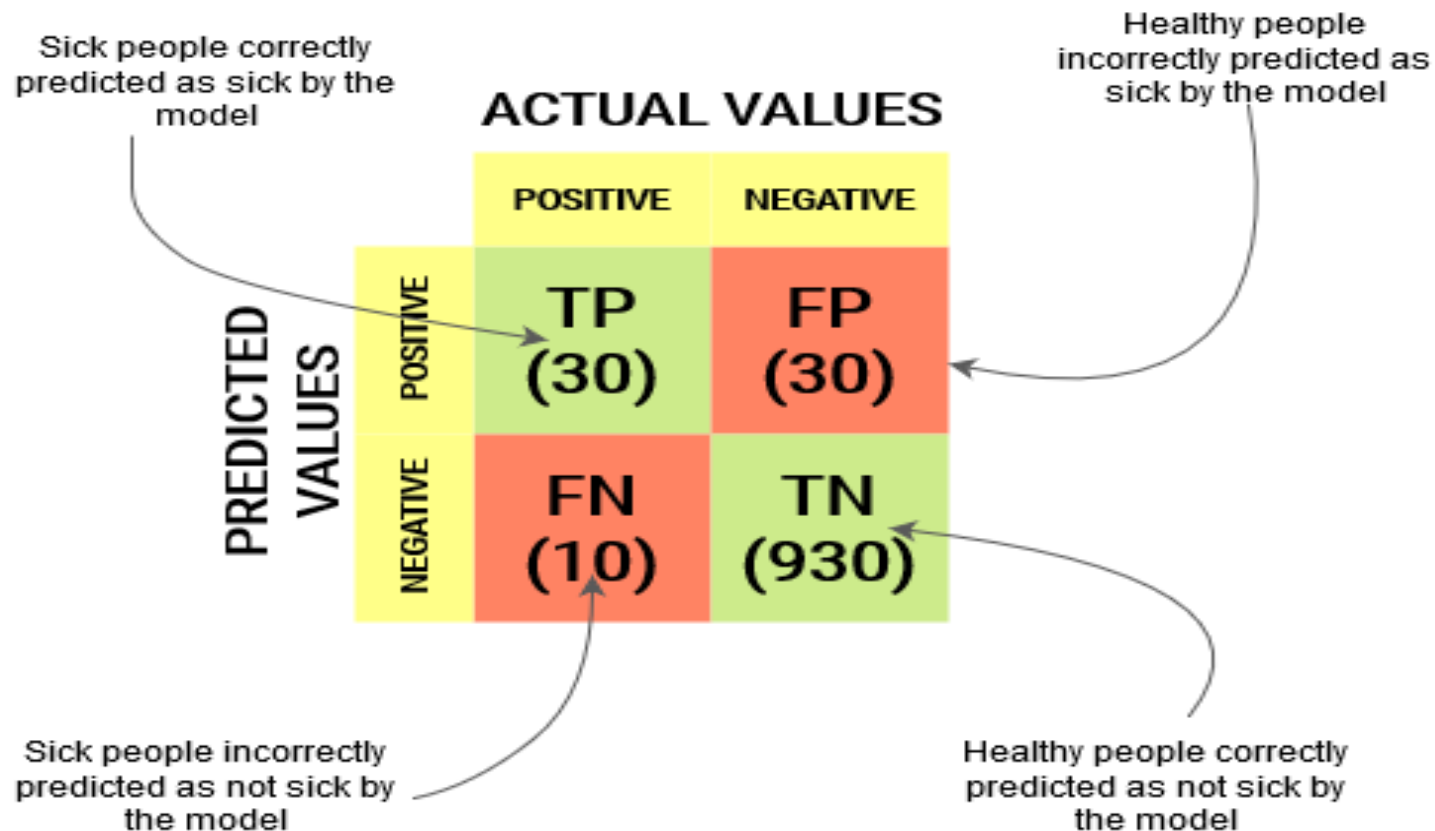 Sick people correctly
predicted as sick by the
model
Healthy people
incorrectly predicted as
sick by the model
ACTUAL VALUES
POSITIVE
NEGATIVE
PREDICTED
VALUES
POSITIVE
TP
(30)
FP
(30)
NEGATIVE
FN
(10)
TN
(930)
Sick people incorrectly
predicted as not sick by
the model
Healthy people correctly
predicted as not sick by
the model